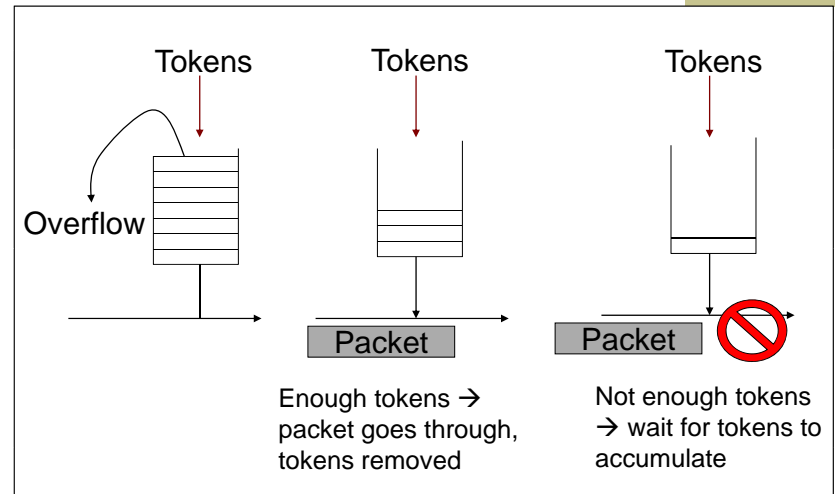 Tokens
Tokens
Tokens
Overflow
Packet
Packet
Enough tokens →
packet goes through,
tokens removed
Not enough tokens
→ wait for tokens to
accumulate